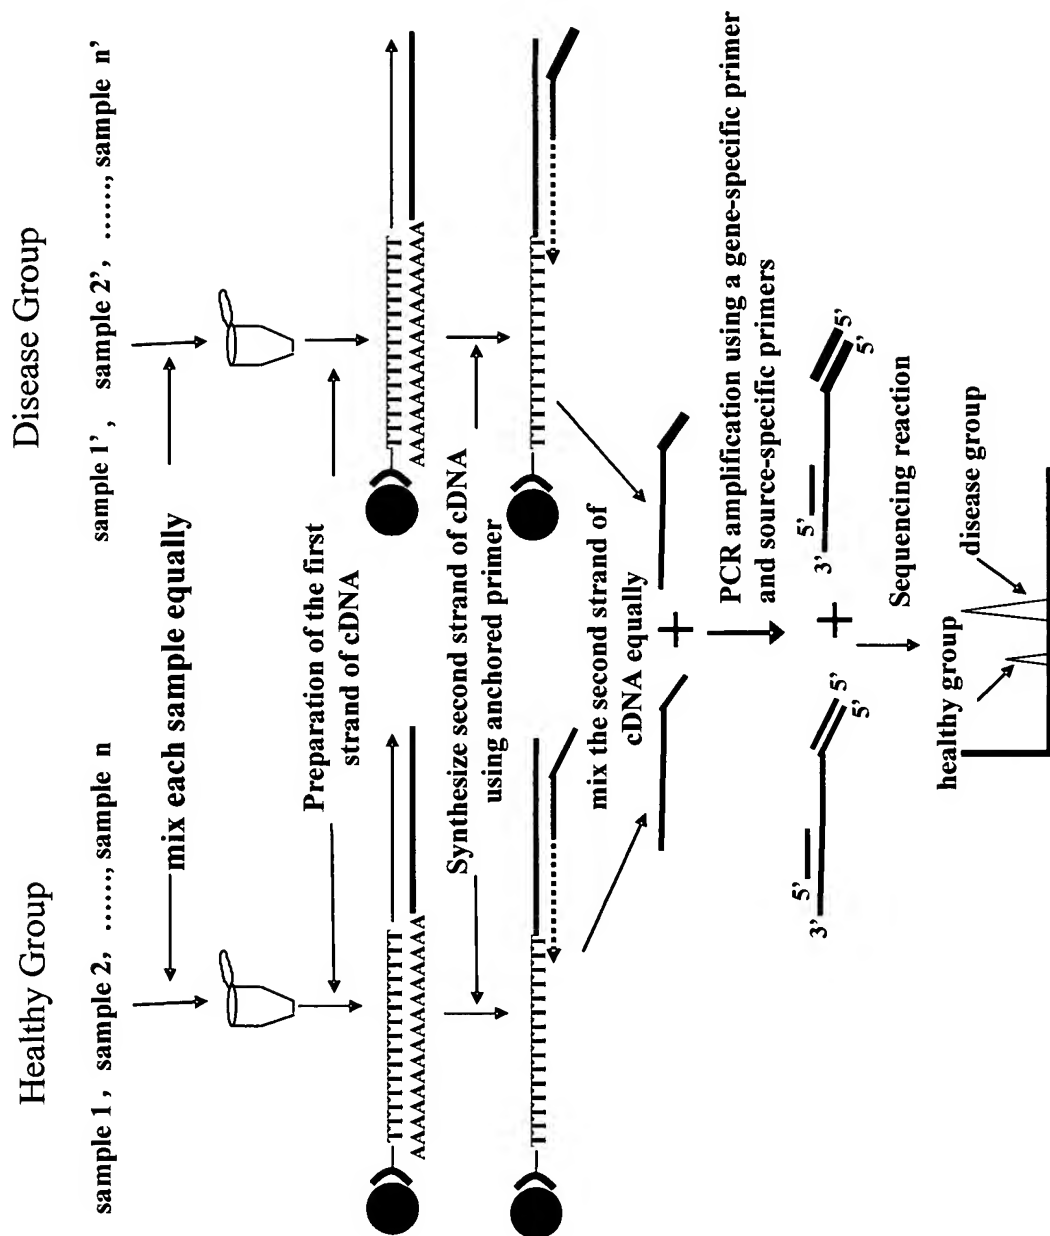 Healthy Group
Disease Group
sample 1 , sample 2, ......, sample n
sample 1’ , sample 2’, ......, sample n’
mix each sample equally
Preparation of the first
strand of cDNA
TTTTTTTTTTTTTTT
AAAAAAAAAAAAAAAA
TTTTTTTTTTTTTTT
AAAAAAAAAAAAAAAA
Synthesize second strand of cDNA
using anchored primer
TTTTTTTTTTTTTTT
TTTTTTTTTTTTTTT
mix the second strand of
cDNA equally
+
PCR amplification using a gene-specific primer
and source-specific primers
3’
5’
5’
5’
+
3’
5’
5’
5’
Sequencing reaction
healthy group
disease group